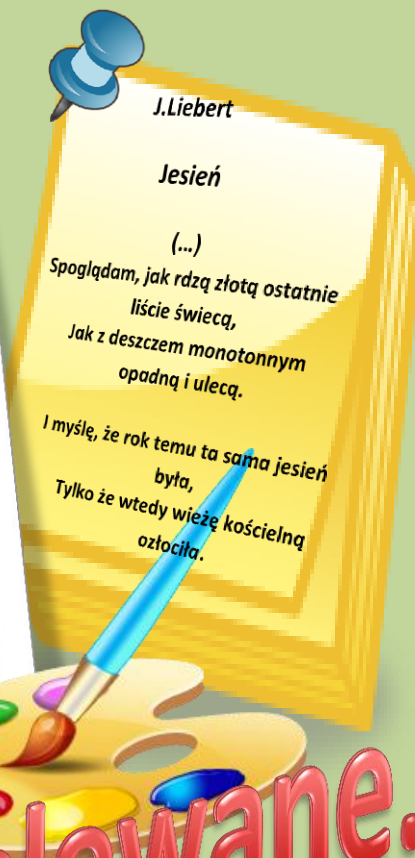 J.Liebert
Jesień
(...)
Spoglądam, jak rdzą złotą ostatnie
liście świecą,
Jak z deszczem monotonnym
opadną i ulecą.
I myślę, że rok temu ta sama jesień
była,
Tylko że wtedy wieżę kościelną
ozłociła.